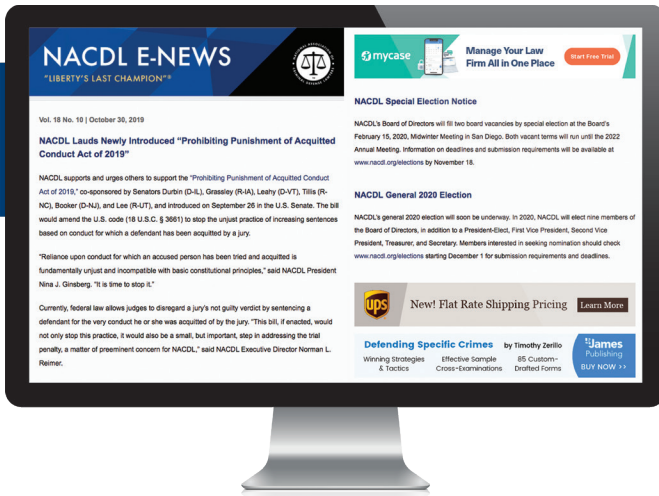 NACDL E-NEWS
"LIBERTY'S LAST CHAMPION"®
Vol. 18 No. 10 | October 30, 2019
NACDL Lauds Newly Introduced "Prohibiting Punishment of Acquitted
Conduct Act of 2019"
NACDL supports and urges others to support the "Prohibiting Punishment of Acquitted Conduct
Act of 2019," co-sponsored by Senators Durbin (D-IL), Grassley (R-IA), Leahy (D-VT), Tillis (R-
NC), Booker (D-NJ), and Lee (R-UT), and introduced on September 26 in the U.S. Senate. The bill
would amend the U.S. code (18 U.S.C. § 3661) to stop the unjust practice of increasing sentences
based on conduct for which a defendant has been acquitted by a jury.
"Reliance upon conduct for which an accused person has been tried and acquitted is
fundamentally unjust and incompatible with basic constitutional principles," said NACDL President
Nina J. Ginsberg. "It is time to stop it."
Currently, federal law allows judges to disregard a jury's not guilty verdict by sentencing a
defendant for the very conduct he or she was acquitted of by the jury. "This bill, if enacted, would
not only stop this practice, it would also be a small, but important, step in addressing the trial
penalty, a matter of preeminent concern for NACDL," said NACDL Executive Director Norman L.
Reimer.
mycase
Manage Your Law
Firm All in One Place
Start Free Trial
NACDL Special Election Notice
NACDL's Board of Directors will fill two board vacancies by special election at the Board's
February 15, 2020, Midwinter Meeting in San Diego. Both vacant terms will run until the 2022
Annual Meeting. Information on deadlines and submission requirements will be available at
www.nacdl.org/elections by November 18.
NACDL General 2020 Election
NACDL's general 2020 election will soon be underway. In 2020, NACDL will elect nine members of
the Board of Directors, in addition to a President-Elect, First Vice President, Second Vice
President, Treasurer, and Secretary. Members interested in seeking nomination should check
www.nacdl.org/elections starting December 1 for submission requirements and deadlines.
ups
New! Flat Rate Shipping Pricing
Learn More
Defending Specific Crimes by Timothy Zerillo
Winning Strategies
& Tactics
Effective Sample
Cross-Examinations
85 Custom-
Drafted Forms
James
Publishing
BUY NOW >>